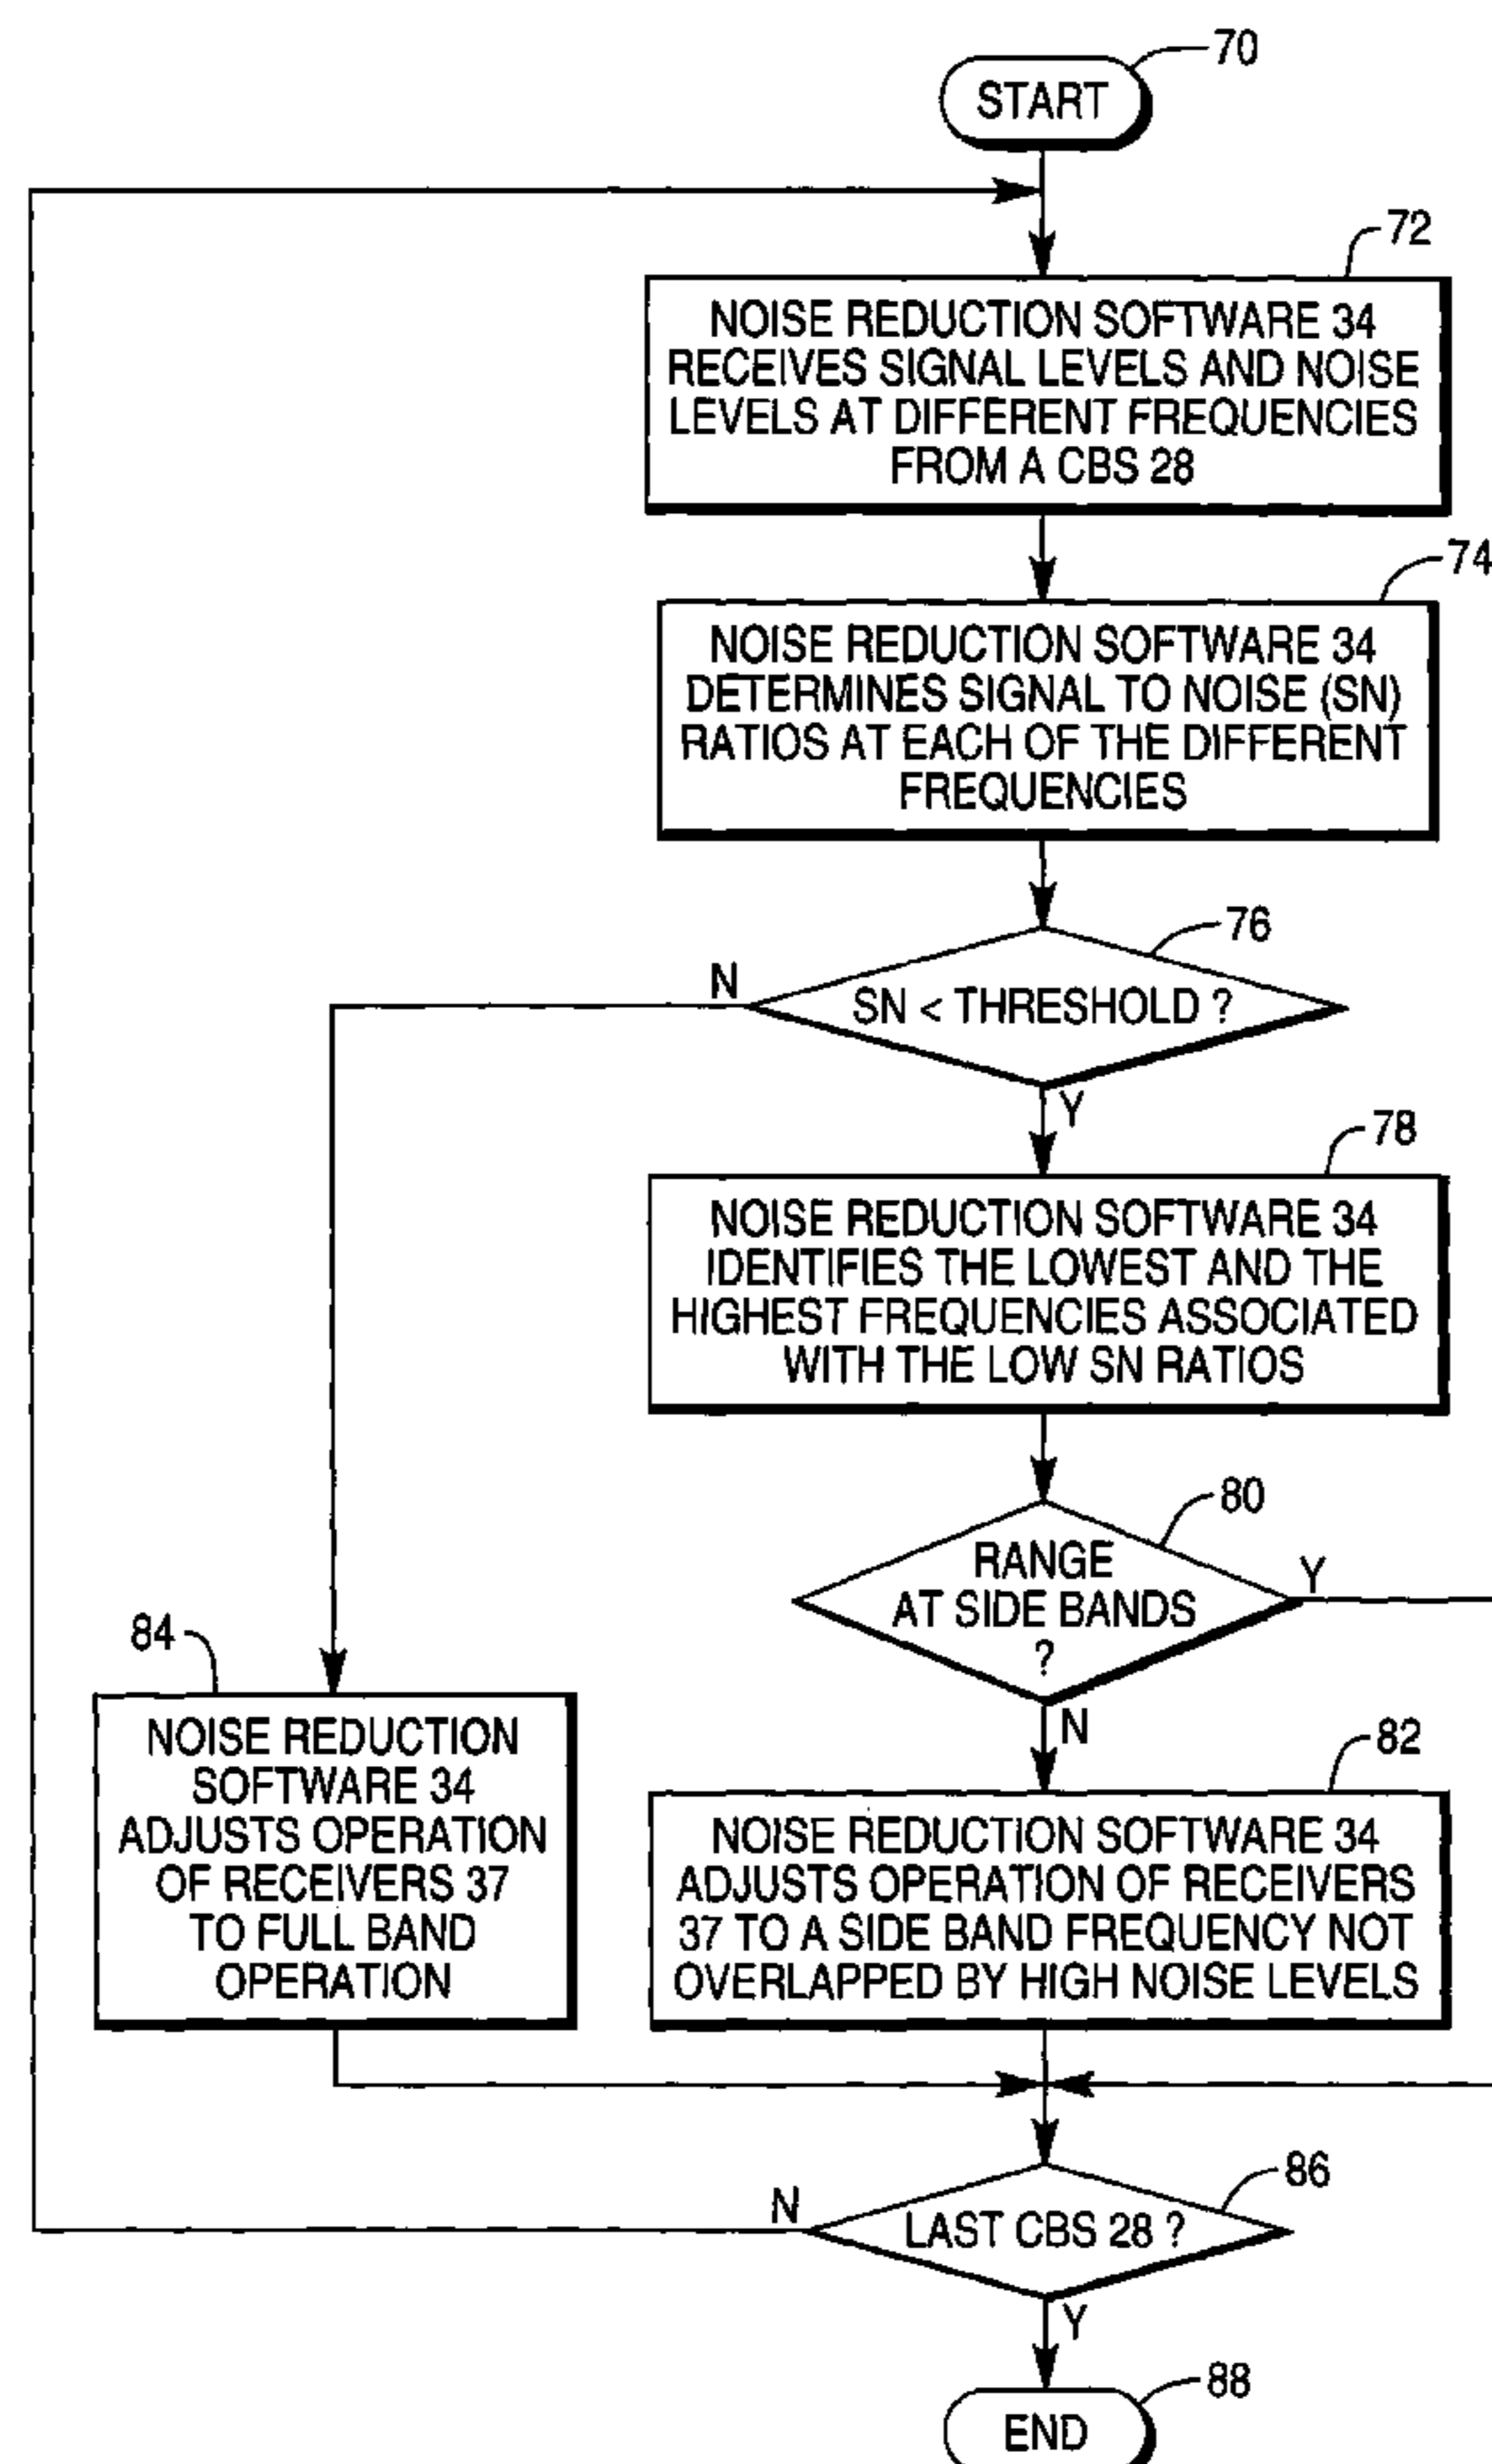 70
START
72
NOISE REDUCTION SOFTWARE 34
RECEIVES SIGNAL LEVELS AND NOISE
LEVELS AT DIFFERENT FREQUENCIES
FROM A CBS 28
74
NOISE REDUCTION SOFTWARE 34
DETERMINES SIGNAL TO NOISE (SN)
RATIOS AT EACH OF THE DIFFERENT
FREQUENCIES
76
N
SN < THRESHOLD ?
Y
78
NOISE REDUCTION SOFTWARE 34
IDENTIFIES THE LOWEST AND THE
HIGHEST FREQUENCIES ASSOCIATED
WITH THE LOW SN RATIOS
80
RANGE
AT SIDE BANDS
?
Y
N
84
NOISE REDUCTION
SOFTWARE 34
ADJUSTS OPERATION
OF RECEIVERS 37
TO FULL BAND
OPERATION
82
NOISE REDUCTION SOFTWARE 34
ADJUSTS OPERATION OF RECEIVERS
37 TO A SIDE BAND FREQUENCY NOT
OVERLAPPED BY HIGH NOISE LEVELS
86
N
LAST CBS 28 ?
Y
88
END